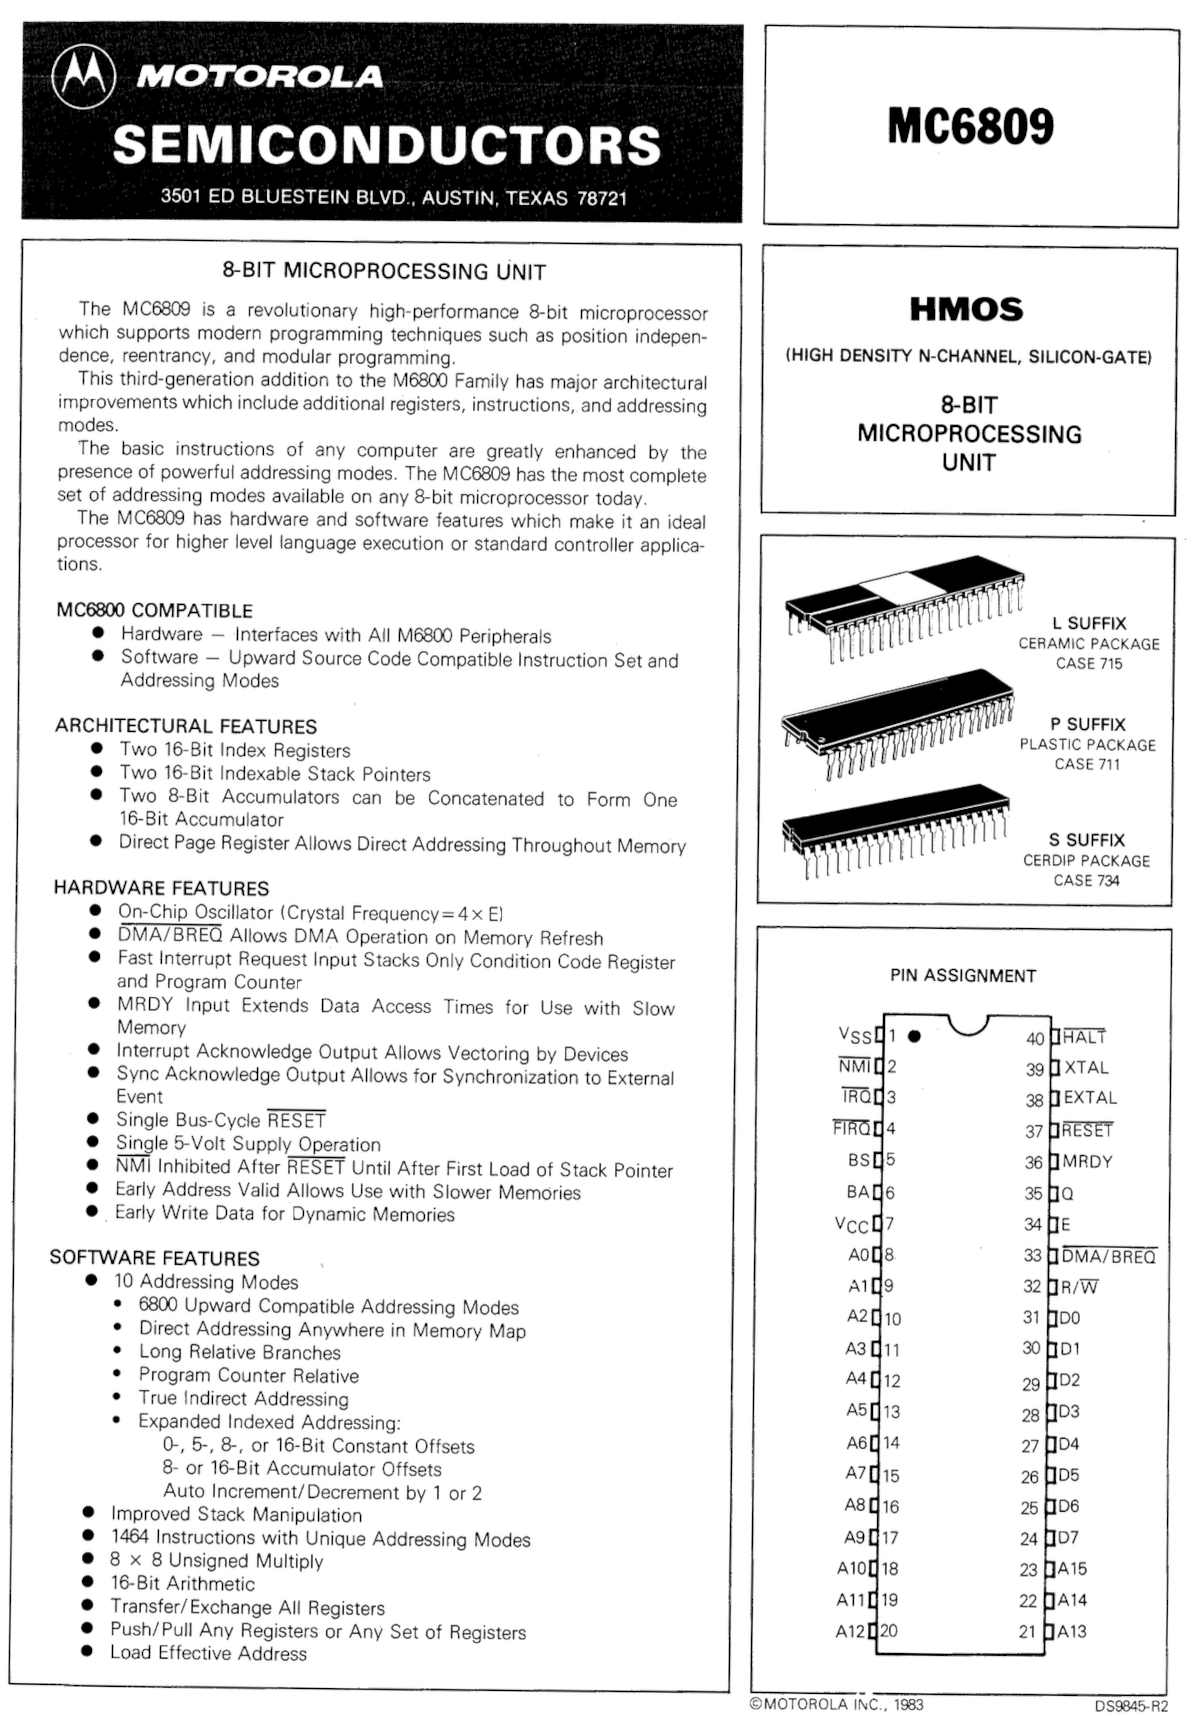 MOTOROLA
SEMICONDUCTORS
3501 ED BLUESTEIN BLVD., AUSTIN, TEXAS 78721
MC6809
8-BIT MICROPROCESSING UNIT
The MC6809 is a revolutionary high-performance 8-bit microprocessor
which supports modern programming techniques such as position indepen-
dence, reentrancy, and modular programming.
This third-generation addition to the M6800 Family has major architectural
improvements which include additional registers, instructions, and addressing
modes.
The basic instructions of any computer are greatly enhanced by the
presence of powerful addressing modes. The MC6809 has the most complete
set of addressing modes available on any 8-bit microprocessor today.
The MC6809 has hardware and software features which make it an ideal
processor for higher level language execution or standard controller applica-
tions.
MC6800 COMPATIBLE
● Hardware — Interfaces with All M6800 Peripherals
● Software — Upward Source Code Compatible Instruction Set and
Addressing Modes
ARCHITECTURAL FEATURES
● Two 16-Bit Index Registers
● Two 16-Bit Indexable Stack Pointers
● Two 8-Bit Accumulators can be Concatenated to Form One
16-Bit Accumulator
● Direct Page Register Allows Direct Addressing Throughout Memory
HARDWARE FEATURES
● On-Chip Oscillator (Crystal Frequency=4× E)
● DMA/BREQ Allows DMA Operation on Memory Refresh
● Fast Interrupt Request Input Stacks Only Condition Code Register
and Program Counter
● MRDY Input Extends Data Access Times for Use with Slow
Memory
● Interrupt Acknowledge Output Allows Vectoring by Devices
● Sync Acknowledge Output Allows for Synchronization to External
Event
● Single Bus-Cycle RESET
● Single 5-Volt Supply Operation
● NMI Inhibited After RESET Until After First Load of Stack Pointer
● Early Address Valid Allows Use with Slower Memories
● Early Write Data for Dynamic Memories
SOFTWARE FEATURES
● 10 Addressing Modes
• 6800 Upward Compatible Addressing Modes
• Direct Addressing Anywhere in Memory Map
• Long Relative Branches
• Program Counter Relative
• True Indirect Addressing
• Expanded Indexed Addressing:
0-, 5-, 8-, or 16-Bit Constant Offsets
8- or 16-Bit Accumulator Offsets
Auto Increment/Decrement by 1 or 2
● Improved Stack Manipulation
● 1464 Instructions with Unique Addressing Modes
● 8 × 8 Unsigned Multiply
● 16-Bit Arithmetic
● Transfer/Exchange All Registers
● Push/Pull Any Registers or Any Set of Registers
● Load Effective Address
HMOS
(HIGH DENSITY N-CHANNEL, SILICON-GATE)
8-BIT
MICROPROCESSING
UNIT
L SUFFIX
CERAMIC PACKAGE
CASE 715
P SUFFIX
PLASTIC PACKAGE
CASE 711
S SUFFIX
CERDIP PACKAGE
CASE 734
PIN ASSIGNMENT
VSS 1 40 HALT
NMI 2 39 XTAL
IRQ 3 38 EXTAL
FIRQ 4 37 RESET
BS 5 36 MRDY
BA 6 35 Q
VCC 7 34 E
A0 8 33 DMA/BREQ
A1 9 32 R/W
A2 10 31 D0
A3 11 30 D1
A4 12 29 D2
A5 13 28 D3
A6 14 27 D4
A7 15 26 D5
A8 16 25 D6
A9 17 24 D7
A10 18 23 A15
A11 19 22 A14
A12 20 21 A13
©MOTOROLA INC., 1983 DS9845-R2